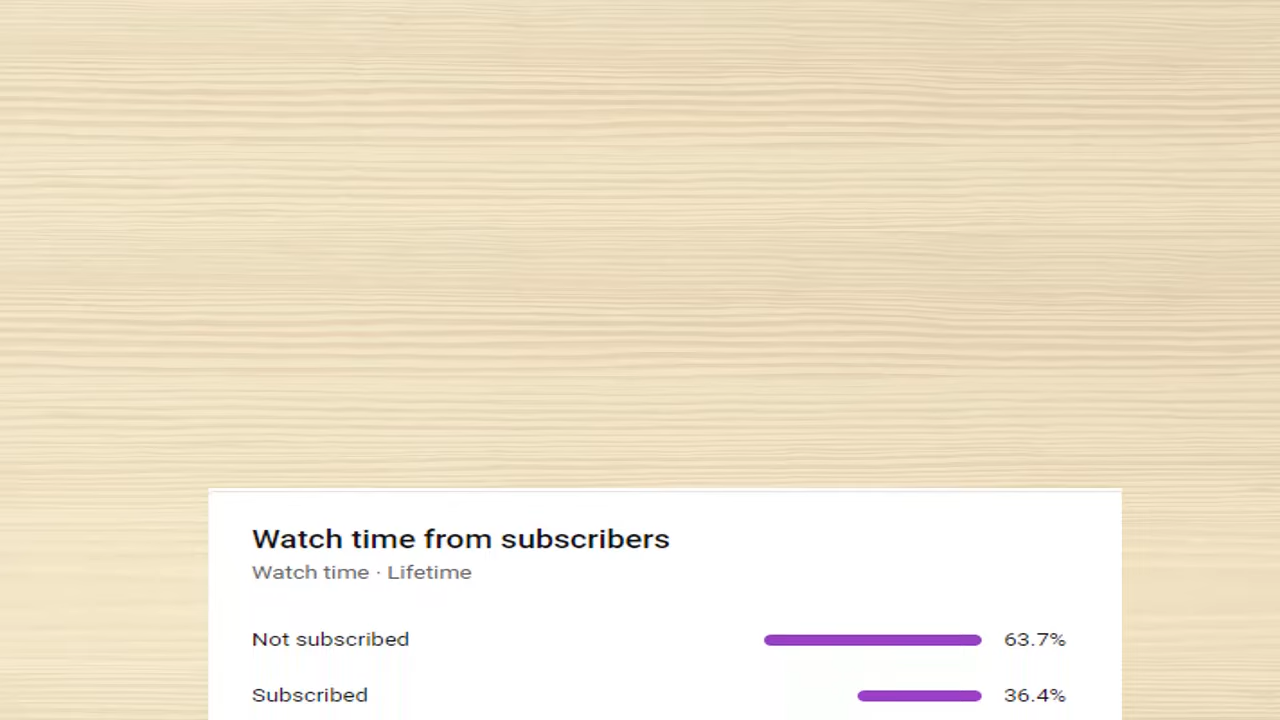 Watch time from subscribers
Watch time · Lifetime
Not subscribed 63.7%
Subscribed 36.4%